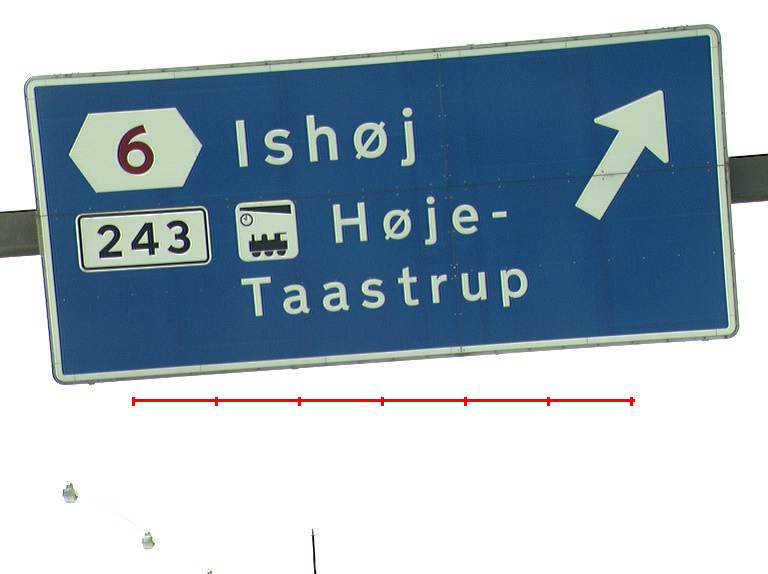 6 Ishøj
243 Høje-
Taastrup